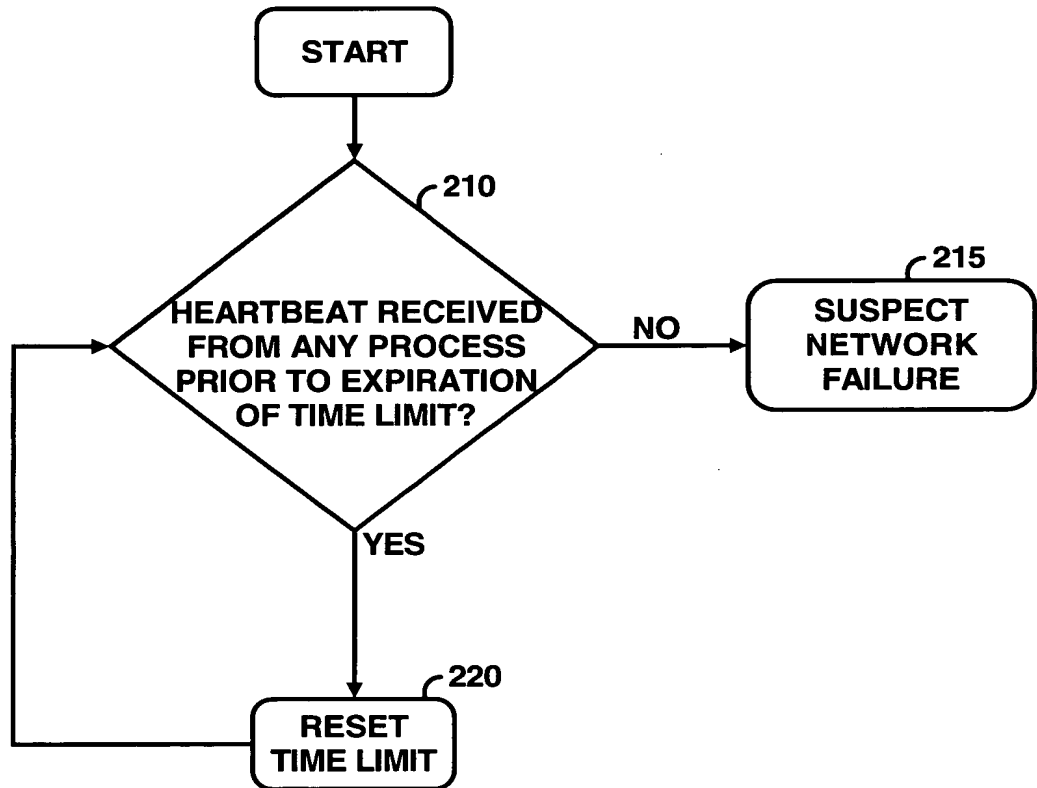 START
210
HEARTBEAT RECEIVED
FROM ANY PROCESS
PRIOR TO EXPIRATION
OF TIME LIMIT?
NO
215
SUSPECT
NETWORK
FAILURE
YES
220
RESET
TIME LIMIT